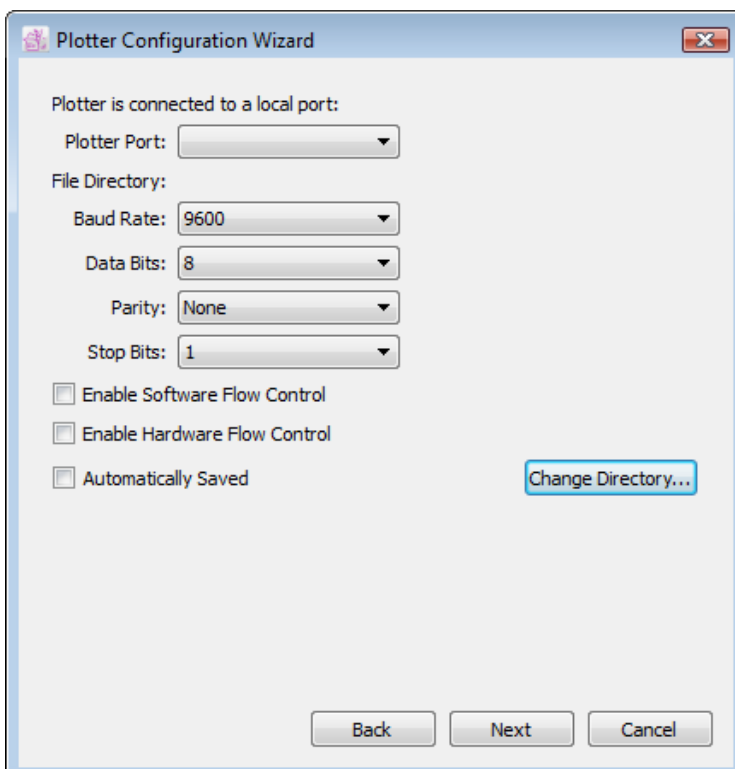 Plotter Configuration Wizard
Plotter is connected to a local port:
Plotter Port:
File Directory:
Baud Rate: 9600
Data Bits: 8
Parity: None
Stop Bits: 1
Enable Software Flow Control
Enable Hardware Flow Control
Automatically Saved Change Directory...
Back Next Cancel